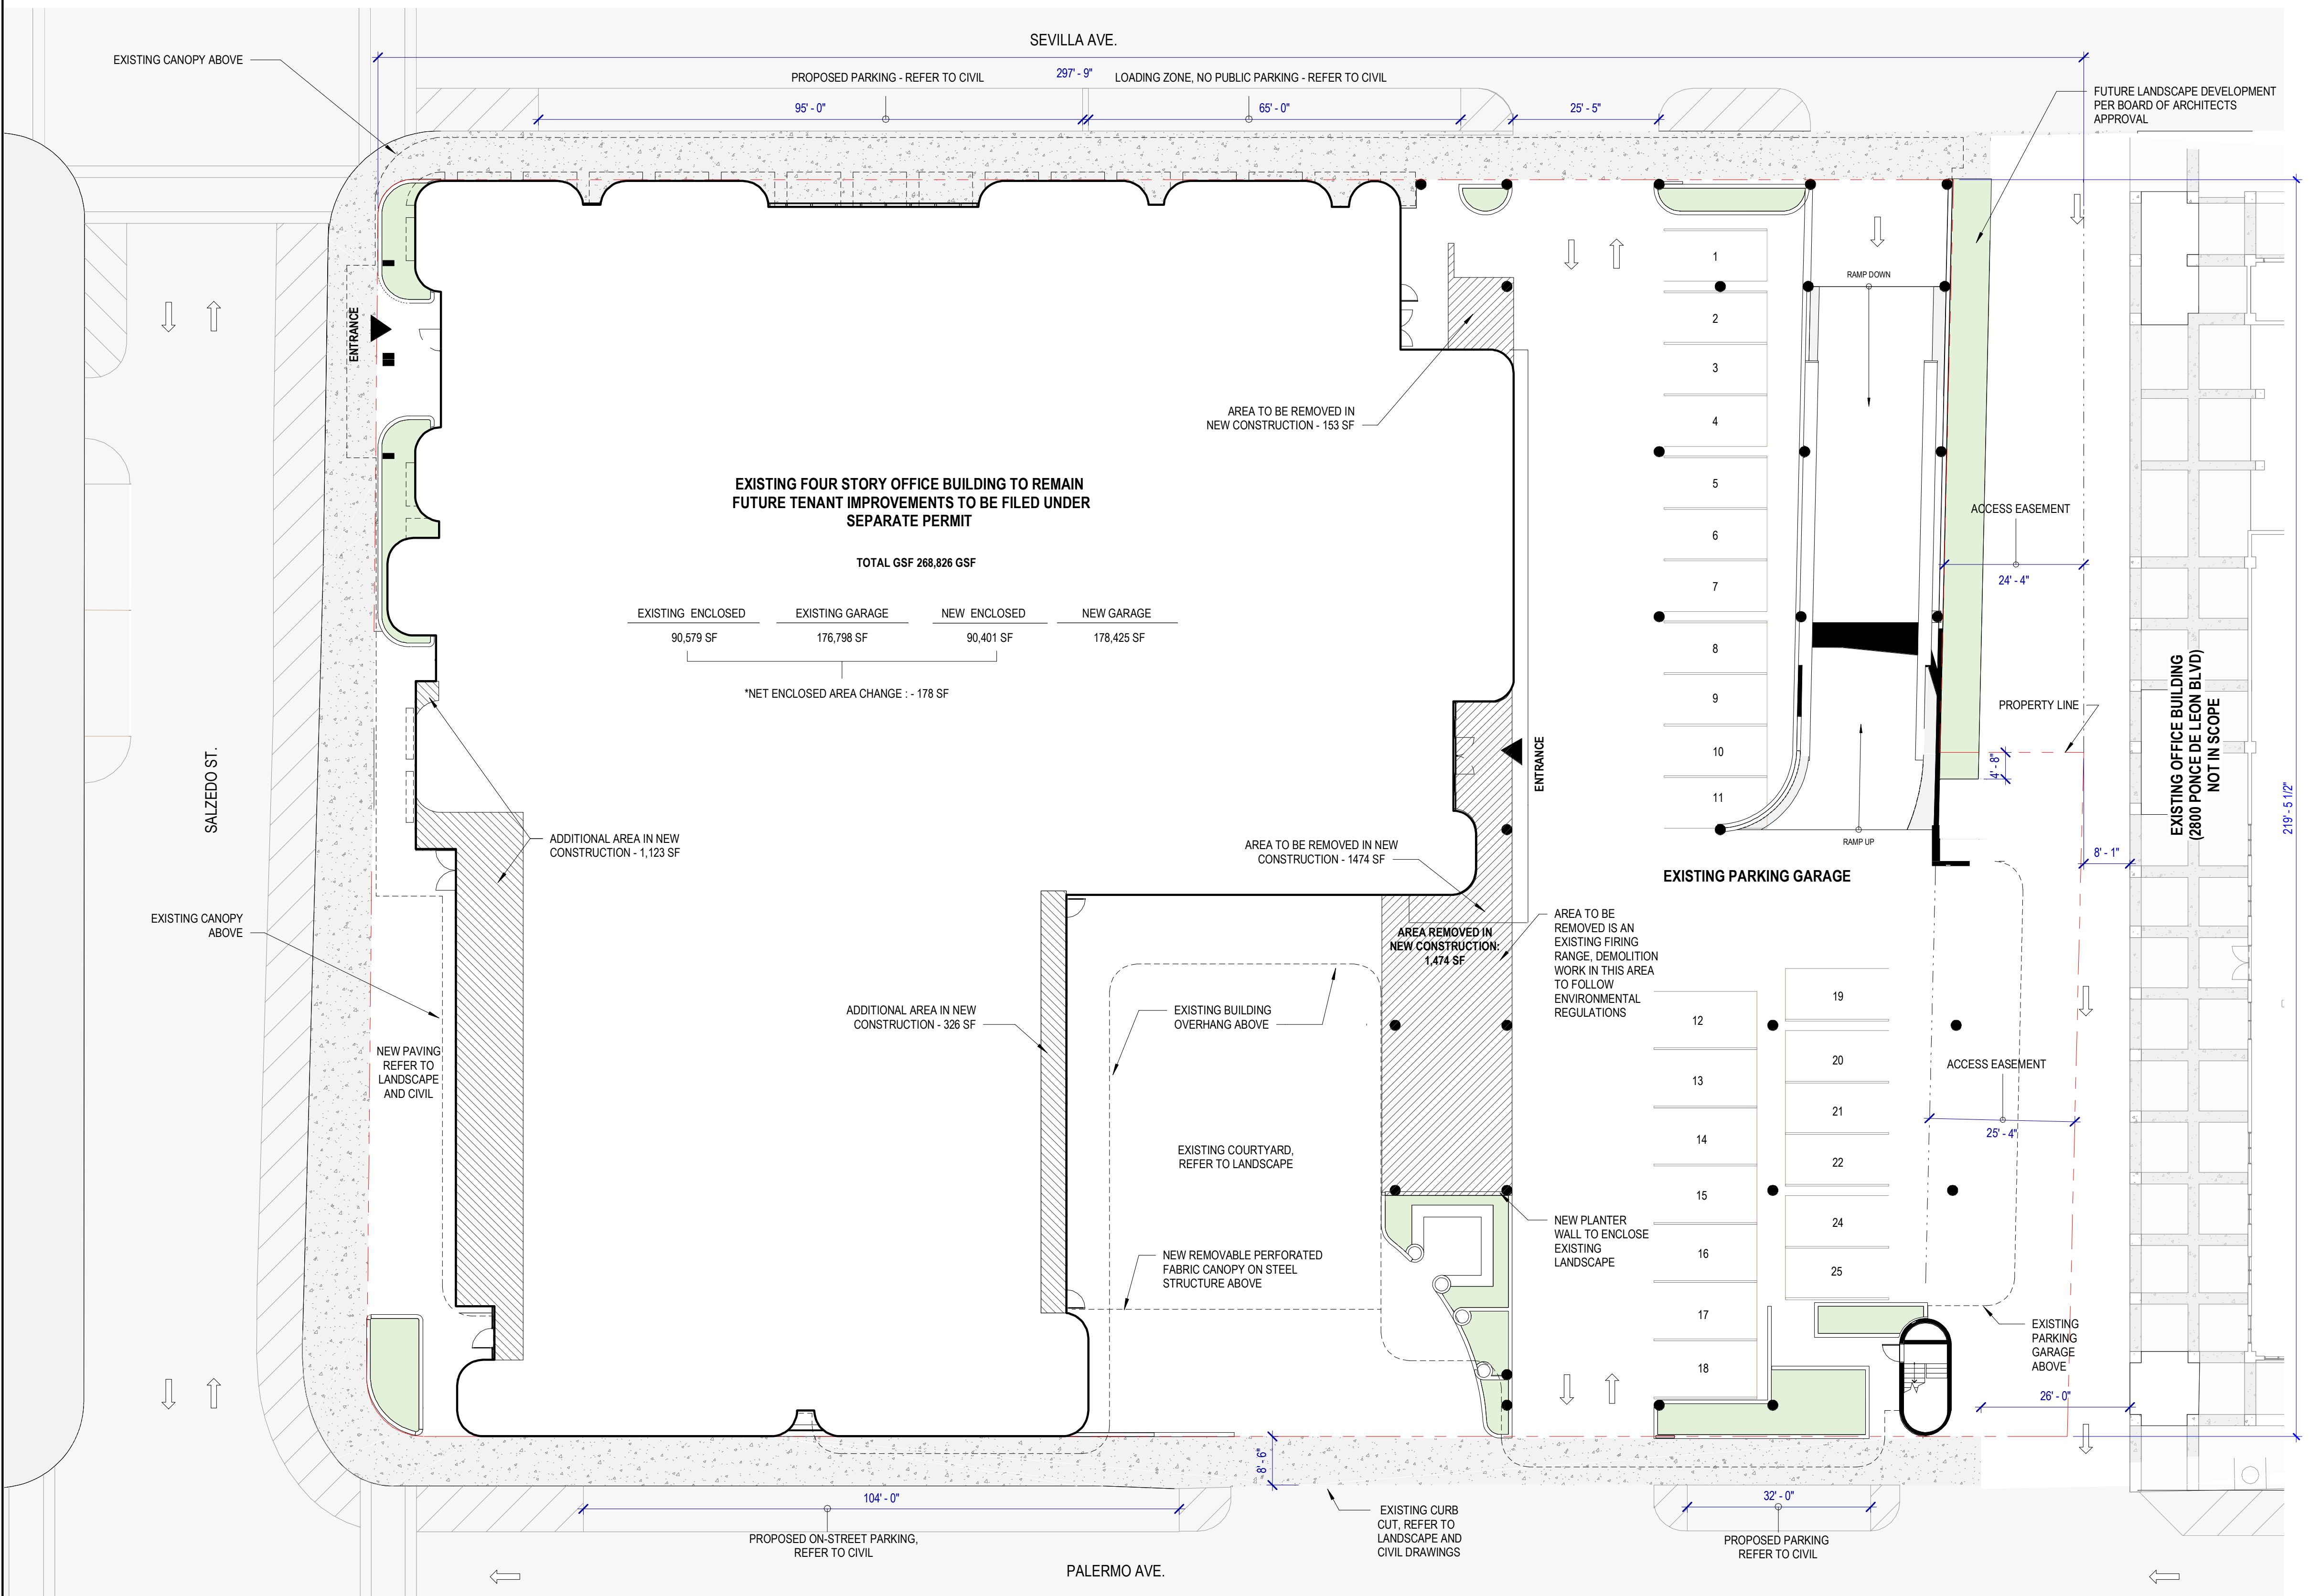 SEVILLA AVE.
EXISTING CANOPY ABOVE
PROPOSED PARKING - REFER TO CIVIL
297' - 9"
LOADING ZONE, NO PUBLIC PARKING - REFER TO CIVIL
95' - 0"
65' - 0"
25' - 5"
FUTURE LANDSCAPE DEVELOPMENT
PER BOARD OF ARCHITECTS
APPROVAL
ENTRANCE
RAMP DOWN
1
2
3
4
5
6
7
8
9
10
11
AREA TO BE REMOVED IN
NEW CONSTRUCTION - 153 SF
EXISTING FOUR STORY OFFICE BUILDING TO REMAIN
FUTURE TENANT IMPROVEMENTS TO BE FILED UNDER
SEPARATE PERMIT
TOTAL GSF 268,826 GSF
EXISTING ENCLOSED
EXISTING GARAGE
NEW ENCLOSED
NEW GARAGE
90,579 SF
176,798 SF
90,401 SF
178,425 SF
*NET ENCLOSED AREA CHANGE : - 178 SF
ACCESS EASEMENT
24' - 4"
PROPERTY LINE
4' - 8"
EXISTING OFFICE BUIILDING
(2800 PONCE DE LEON BLVD)
NOT IN SCOPE
219' - 5 1/2"
SALZEDO ST.
ENTRANCE
ADDITIONAL AREA IN NEW
CONSTRUCTION - 1,123 SF
AREA TO BE REMOVED IN NEW
CONSTRUCTION - 1474 SF
RAMP UP
8' - 1"
EXISTING PARKING GARAGE
EXISTING CANOPY
ABOVE
AREA REMOVED IN
NEW CONSTRUCTION:
1,474 SF
AREA TO BE
REMOVED IS AN
EXISTING FIRING
RANGE, DEMOLITION
WORK IN THIS AREA
TO FOLLOW
ENVIRONMENTAL
REGULATIONS
ADDITIONAL AREA IN NEW
CONSTRUCTION - 326 SF
EXISTING BUILDING
OVERHANG ABOVE
12
13
14
15
16
17
18
19
20
21
22
24
25
NEW PAVING
REFER TO
LANDSCAPE
AND CIVIL
ACCESS EASEMENT
25' - 4"
EXISTING COURTYARD,
REFER TO LANDSCAPE
NEW PLANTER
WALL TO ENCLOSE
EXISTING
LANDSCAPE
NEW REMOVABLE PERFORATED
FABRIC CANOPY ON STEEL
STRUCTURE ABOVE
EXISTING
PARKING
GARAGE
ABOVE
26' - 0"
8' - 6"
104' - 0"
32' - 0"
PROPOSED ON-STREET PARKING,
REFER TO CIVIL
EXISTING CURB
CUT, REFER TO
LANDSCAPE AND
CIVIL DRAWINGS
PROPOSED PARKING
REFER TO CIVIL
PALERMO AVE.